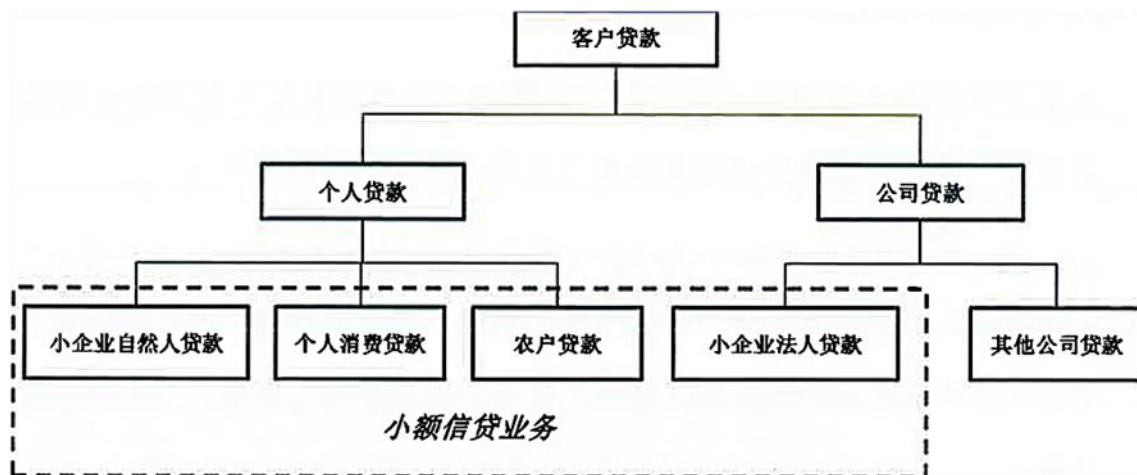 客户贷款
个人贷款
公司贷款
小企业自然人贷款
个人消费贷款
农户贷款
小企业法人贷款
其他公司贷款
小额信贷业务